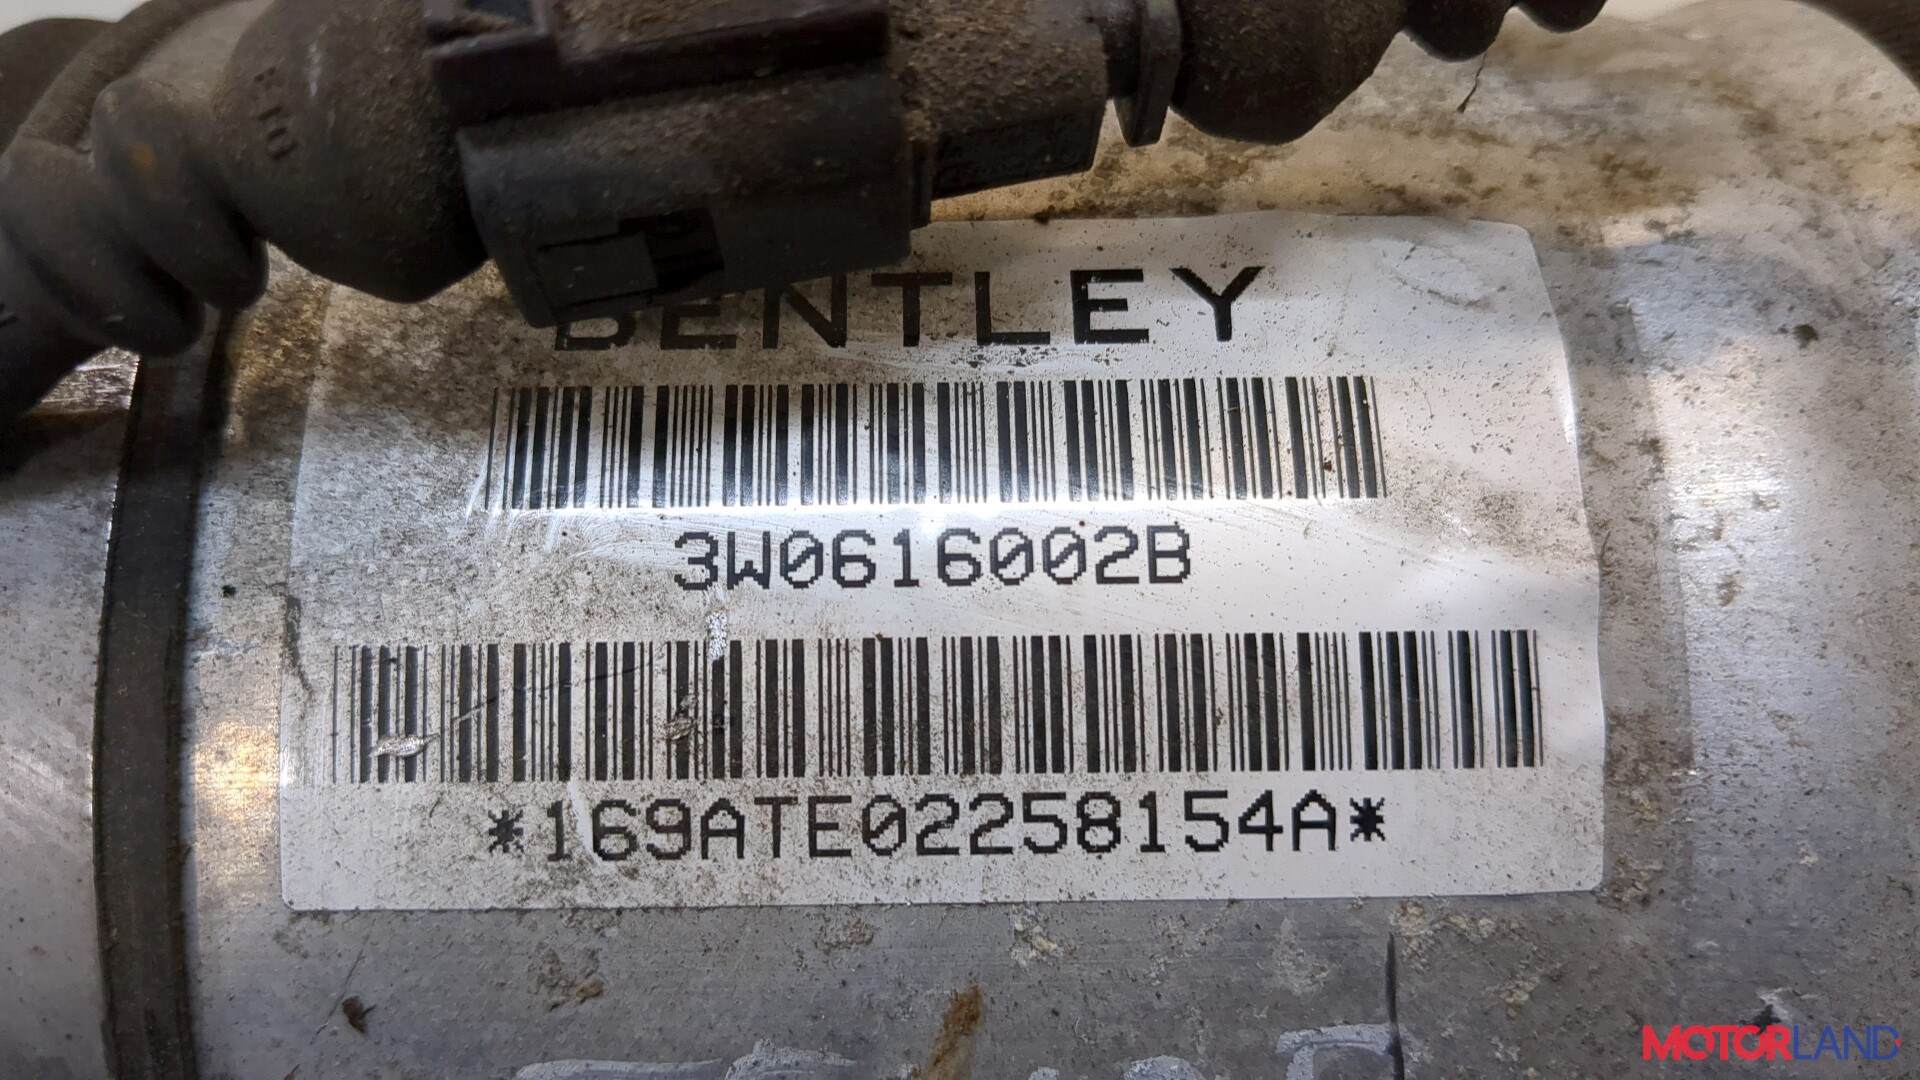 BENTLEY
3W0616002B
*169ATE02258154A*
MOTORLAND